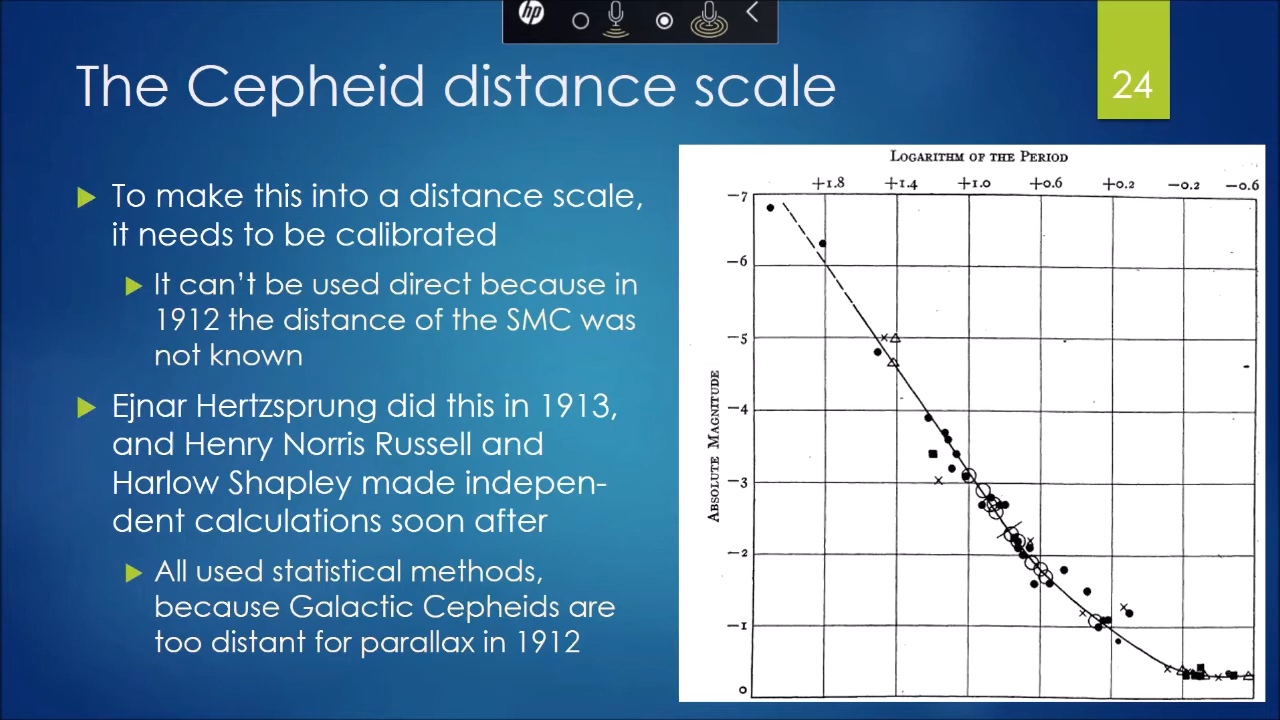 hp
The Cepheid distance scale
24
To make this into a distance scale,
it needs to be calibrated
It can't be used direct because in
1912 the distance of the SMC was
not known
Ejnar Hertzsprung did this in 1913,
and Henry Norris Russell and
Harlow Shapley made indepen-
dent calculations soon after
All used statistical methods,
because Galactic Cepheids are
too distant for parallax in 1912
Logarithm of the Period
+1.8 +1.4 +1.0 +0.6 +0.2 −0.2 −0.6
−7
−6
−5
−4
−3
−2
−1
0
Absolute Magnitude